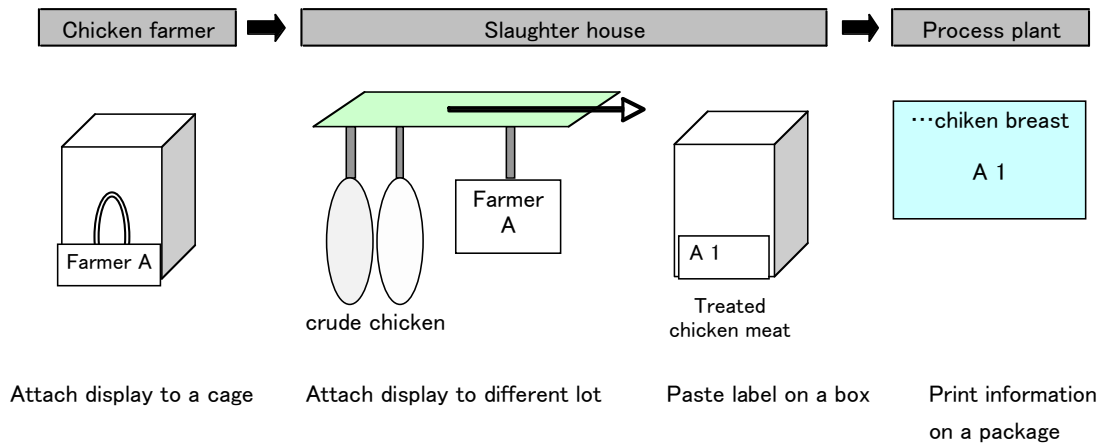 Chicken farmer
Slaughter house
Process plant
Farmer A
Farmer
A
crude chicken
A 1
Treated
chicken meat
…chiken breast
A 1
Attach display to a cage
Attach display to different lot
Paste label on a box
Print information
on a package